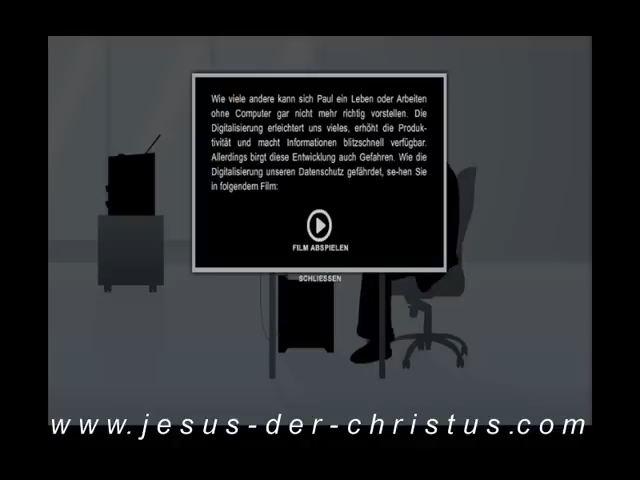 Wie viele andere kann sich Paul ein Leben oder Arbeiten
ohne Computer gar nicht mehr richtig vorstellen. Die
Digitalisierung erleichtert uns vieles, erhöht die Produk-
tivität und macht Informationen blitzschnell verfügbar.
Allerdings birgt diese Entwicklung auch Gefahren. Wie die
Digitalisierung unseren Datenschutz gefährdet, se-hen Sie
in folgendem Film:
FILM ABSPIELEN
SCHLIESSEN
www.jesus-der-christus.com